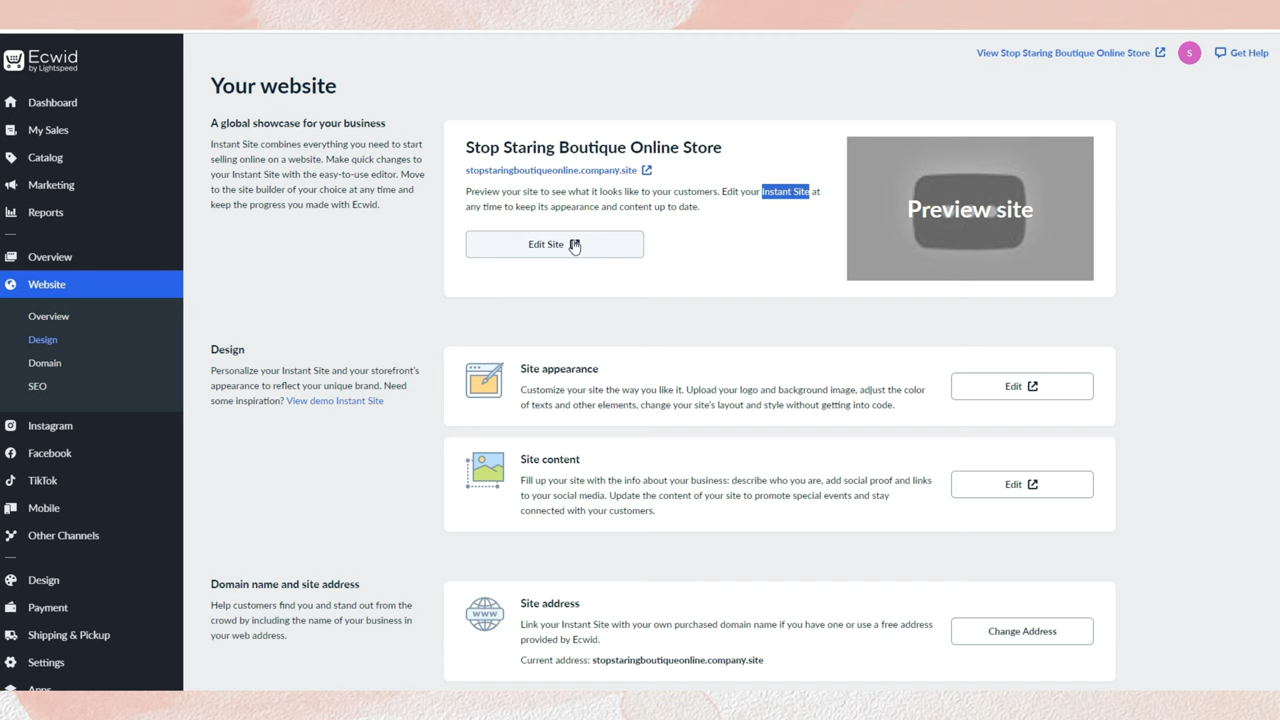 Ecwid
by Lightspeed
Dashboard
My Sales
Catalog
Marketing
Reports
Overview
Website
Overview
Design
Domain
SEO
Instagram
Facebook
TikTok
Mobile
Other Channels
Design
Payment
Shipping & Pickup
Settings
Apps
View Stop Staring Boutique Online Store
S
Get Help
Your website
A global showcase for your business
Instant Site combines everything you need to start
selling online on a website. Make quick changes to
your Instant Site with the easy-to-use editor. Move
to the site builder of your choice at any time and
keep the progress you made with Ecwid.
Stop Staring Boutique Online Store
stopstaringboutiqueonline.company.site
Preview your site to see what it looks like to your customers. Edit your Instant Site at
any time to keep its appearance and content up to date.
Edit Site
Preview site
Design
Personalize your Instant Site and your storefront's
appearance to reflect your unique brand. Need
some inspiration? View demo Instant Site
Site appearance
Customize your site the way you like it. Upload your logo and background image, adjust the color
of texts and other elements, change your site's layout and style without getting into code.
Edit
Site content
Fill up your site with the info about your business: describe who you are, add social proof and links
to your social media. Update the content of your site to promote special events and stay
connected with your customers.
Edit
Domain name and site address
Help customers find you and stand out from the
crowd by including the name of your business in
your web address.
WWW
Site address
Link your Instant Site with your own purchased domain name if you have one or use a free address
provided by Ecwid.
Current address: stopstaringboutiqueonline.company.site
Change Address